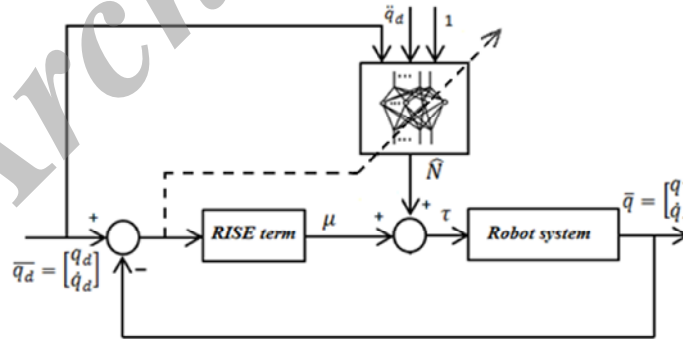 q̈_d 1
... 
...
...
N̂
+
+ RISE term μ + τ Robot system q̄ = [q
q̇
q̄_d = [q_d
q̇_d]
−